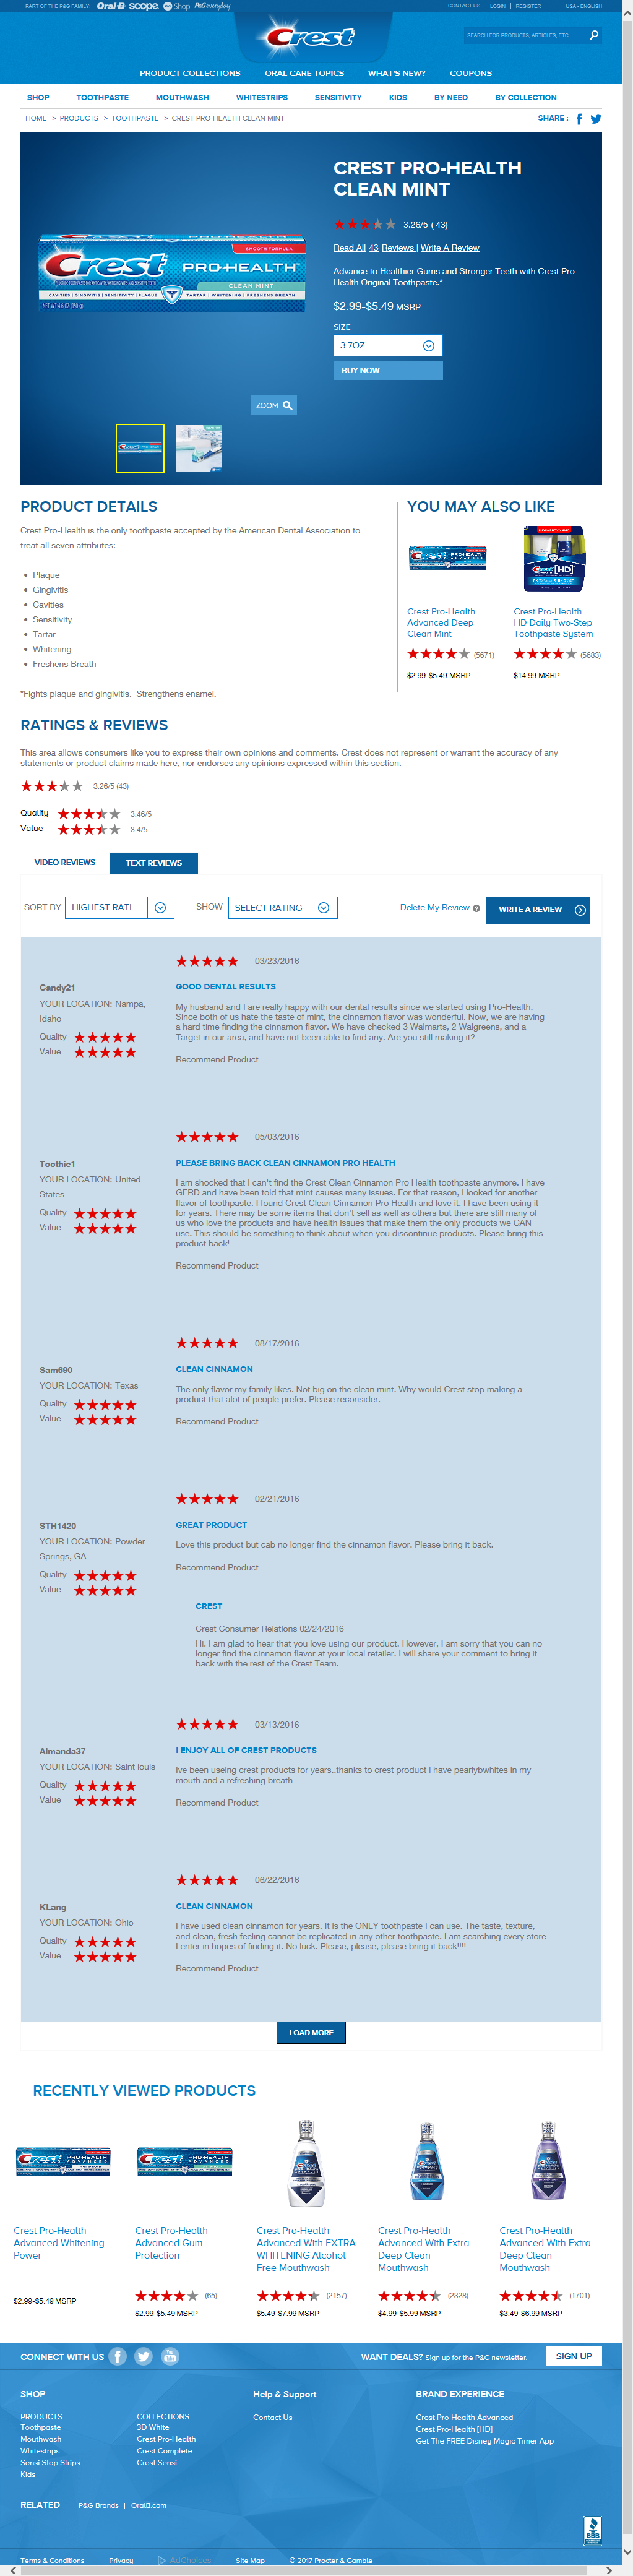 PART OF THE P&G FAMILY: Oral-B scope Shop P&G everyday CONTACT US | LOGIN | REGISTER USA - ENGLISH
Crest
SEARCH FOR PRODUCTS, ARTICLES, ETC
PRODUCT COLLECTIONS ORAL CARE TOPICS WHAT'S NEW? COUPONS
SHOP TOOTHPASTE MOUTHWASH WHITESTRIPS SENSITIVITY KIDS BY NEED BY COLLECTION
HOME > PRODUCTS > TOOTHPASTE > CREST PRO-HEALTH CLEAN MINT SHARE :
CREST PRO-HEALTH
CLEAN MINT
3.26/5 ( 43)
Read All 43 Reviews | Write A Review
Advance to Healthier Gums and Stronger Teeth with Crest Pro-
Health Original Toothpaste.*
$2.99-$5.49 MSRP
SIZE
3.7OZ
BUY NOW
SMOOTH FORMULA
Crest PRO-HEALTH
CLEAN MINT
CAVITIES | GINGIVITIS | SENSITIVITY | PLAQUE TARTAR | WHITENING | FRESHENS BREATH
ZOOM
PRODUCT DETAILS
Crest Pro-Health is the only toothpaste accepted by the American Dental Association to
treat all seven attributes:
• Plaque
• Gingivitis
• Cavities
• Sensitivity
• Tartar
• Whitening
• Freshens Breath
*Fights plaque and gingivitis. Strengthens enamel.
YOU MAY ALSO LIKE
Crest Pro-Health
Advanced Deep
Clean Mint
(5671)
$2.99-$5.49 MSRP
Crest Pro-Health
HD Daily Two-Step
Toothpaste System
(5683)
$14.99 MSRP
RATINGS & REVIEWS
This area allows consumers like you to express their own opinions and comments. Crest does not represent or warrant the accuracy of any
statements or product claims made here, nor endorses any opinions expressed within this section.
3.26/5 (43)
Quality 3.46/5
Value 3.4/5
VIDEO REVIEWS TEXT REVIEWS
SORT BY HIGHEST RATI... SHOW SELECT RATING Delete My Review WRITE A REVIEW
03/23/2016
Candy21
YOUR LOCATION: Nampa,
Idaho
Quality
Value
GOOD DENTAL RESULTS
My husband and I are really happy with our dental results since we started using Pro-Health.
Since both of us hate the taste of mint, the cinnamon flavor was wonderful. Now, we are having
a hard time finding the cinnamon flavor. We have checked 3 Walmarts, 2 Walgreens, and a
Target in our area, and have not been able to find any. Are you still making it?
Recommend Product
05/03/2016
Toothie1
YOUR LOCATION: United
States
Quality
Value
PLEASE BRING BACK CLEAN CINNAMON PRO HEALTH
I am shocked that I can't find the Crest Clean Cinnamon Pro Health toothpaste anymore. I have
GERD and have been told that mint causes many issues. For that reason, I looked for another
flavor of toothpaste. I found Crest Cinnamon Pro Health and love it. I have been using it
for years. There may be some items that don't sell as well as others but there are still many of
us who love the products and have health issues that make them the only products we CAN
use. This should be something to think about when you discontinue products. Please bring this
product back!
Recommend Product
08/17/2016
Sam690
YOUR LOCATION: Texas
Quality
Value
CLEAN CINNAMON
The only flavor my family likes. Not big on the clean mint. Why would Crest stop making a
product that alot of people prefer. Please reconsider.
Recommend Product
02/21/2016
STH1420
YOUR LOCATION: Powder
Springs, GA
Quality
Value
GREAT PRODUCT
Love this product but cab no longer find the cinnamon flavor. Please bring it back.
Recommend Product
CREST
Crest Consumer Relations 02/24/2016
Hi. I am glad to hear that you love using our product. However, I am sorry that you can no
longer find the cinnamon flavor at your local retailer. I will share your comment to bring it
back with the rest of the Crest Team.
03/13/2016
Almanda37
YOUR LOCATION: Saint louis
Quality
Value
I ENJOY ALL OF CREST PRODUCTS
Ive been useing crest products for years..thanks to crest product i have pearlybwhites in my
mouth and a refreshing breath
Recommend Product
06/22/2016
KLang
YOUR LOCATION: Ohio
Quality
Value
CLEAN CINNAMON
I have used clean cinnamon for years. It is the ONLY toothpaste I can use. The taste, texture,
and clean, fresh feeling cannot be replicated in any other toothpaste. I am searching every store
I enter in hopes of finding it. No luck. Please, please, please bring it back!!!!
Recommend Product
LOAD MORE
RECENTLY VIEWED PRODUCTS
Crest Pro-Health
Advanced Whitening
Power
$2.99-$5.49 MSRP
Crest Pro-Health
Advanced Gum
Protection
(65)
$2.99-$5.49 MSRP
Crest Pro-Health
Advanced With EXTRA
WHITENING Alcohol
Free Mouthwash
(2157)
$5.49-$7.99 MSRP
Crest Pro-Health
Advanced With Extra
Deep Clean
Mouthwash
(2328)
$4.99-$5.99 MSRP
Crest Pro-Health
Advanced With Extra
Deep Clean
Mouthwash
(1701)
$3.49-$6.99 MSRP
CONNECT WITH US WANT DEALS? Sign up for the P&G newsletter. SIGN UP
SHOP
PRODUCTS
Toothpaste
Mouthwash
Whitestrips
Sensi Stop Strips
Kids
COLLECTIONS
3D White
Crest Pro-Health
Crest Complete
Crest Sensi
Help & Support
Contact Us
BRAND EXPERIENCE
Crest Pro-Health Advanced
Crest Pro-Health [HD]
Get The FREE Disney Magic Timer App
RELATED P&G Brands | OralB.com
BBB
Terms & Conditions Privacy AdChoices Site Map © 2017 Procter & Gamble